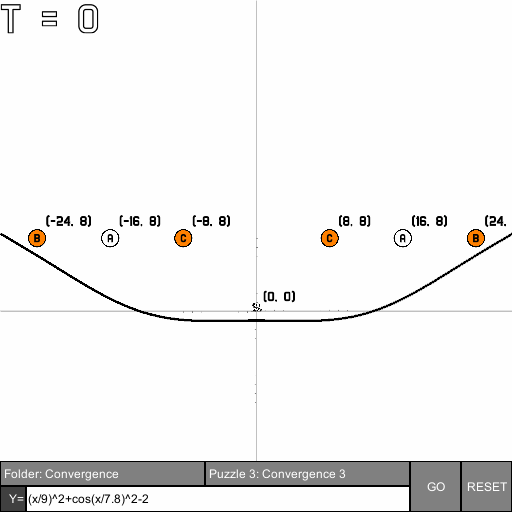 T = 0
(-24, 8) (-16, 8) (-8, 8) (8, 8) (16, 8) (24,
B A C C A B
(0, 0)
Folder: Convergence Puzzle 3: Convergence 3
GO RESET
Y= (x/9)^2+cos(x/7.8)^2-2